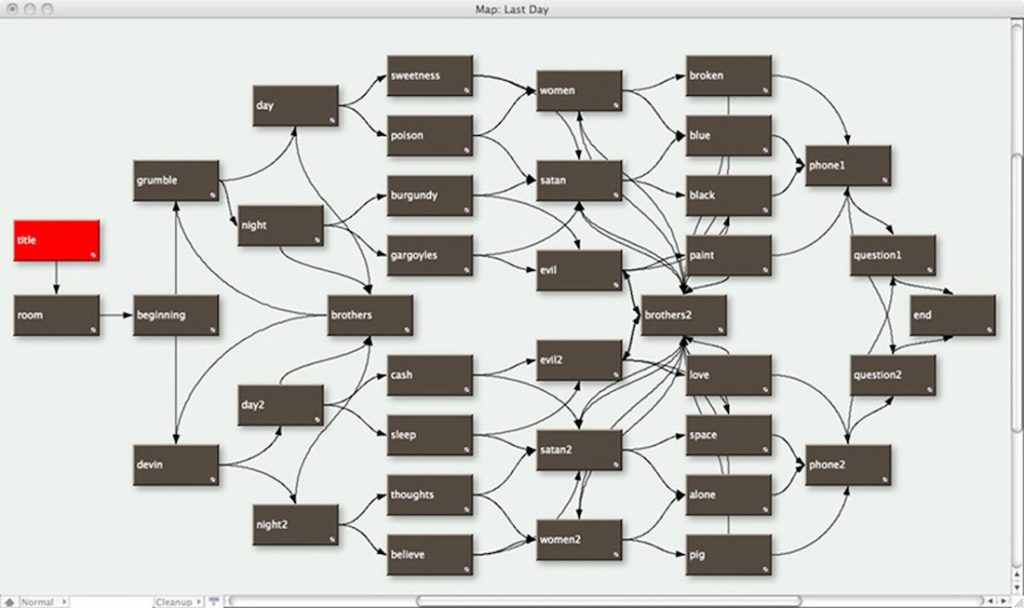 Map: Last Day
sweetness
broken
women
day
poison
blue
phone1
grumble
satan
burgundy
black
night
title
gargoyles
paint
question1
evil
room
beginning
brothers
brothers2
end
evil2
cash
love
question2
day2
sleep
space
satan2
devin
phone2
thoughts
alone
night2
women2
believe
pig
Normal
Cleanup